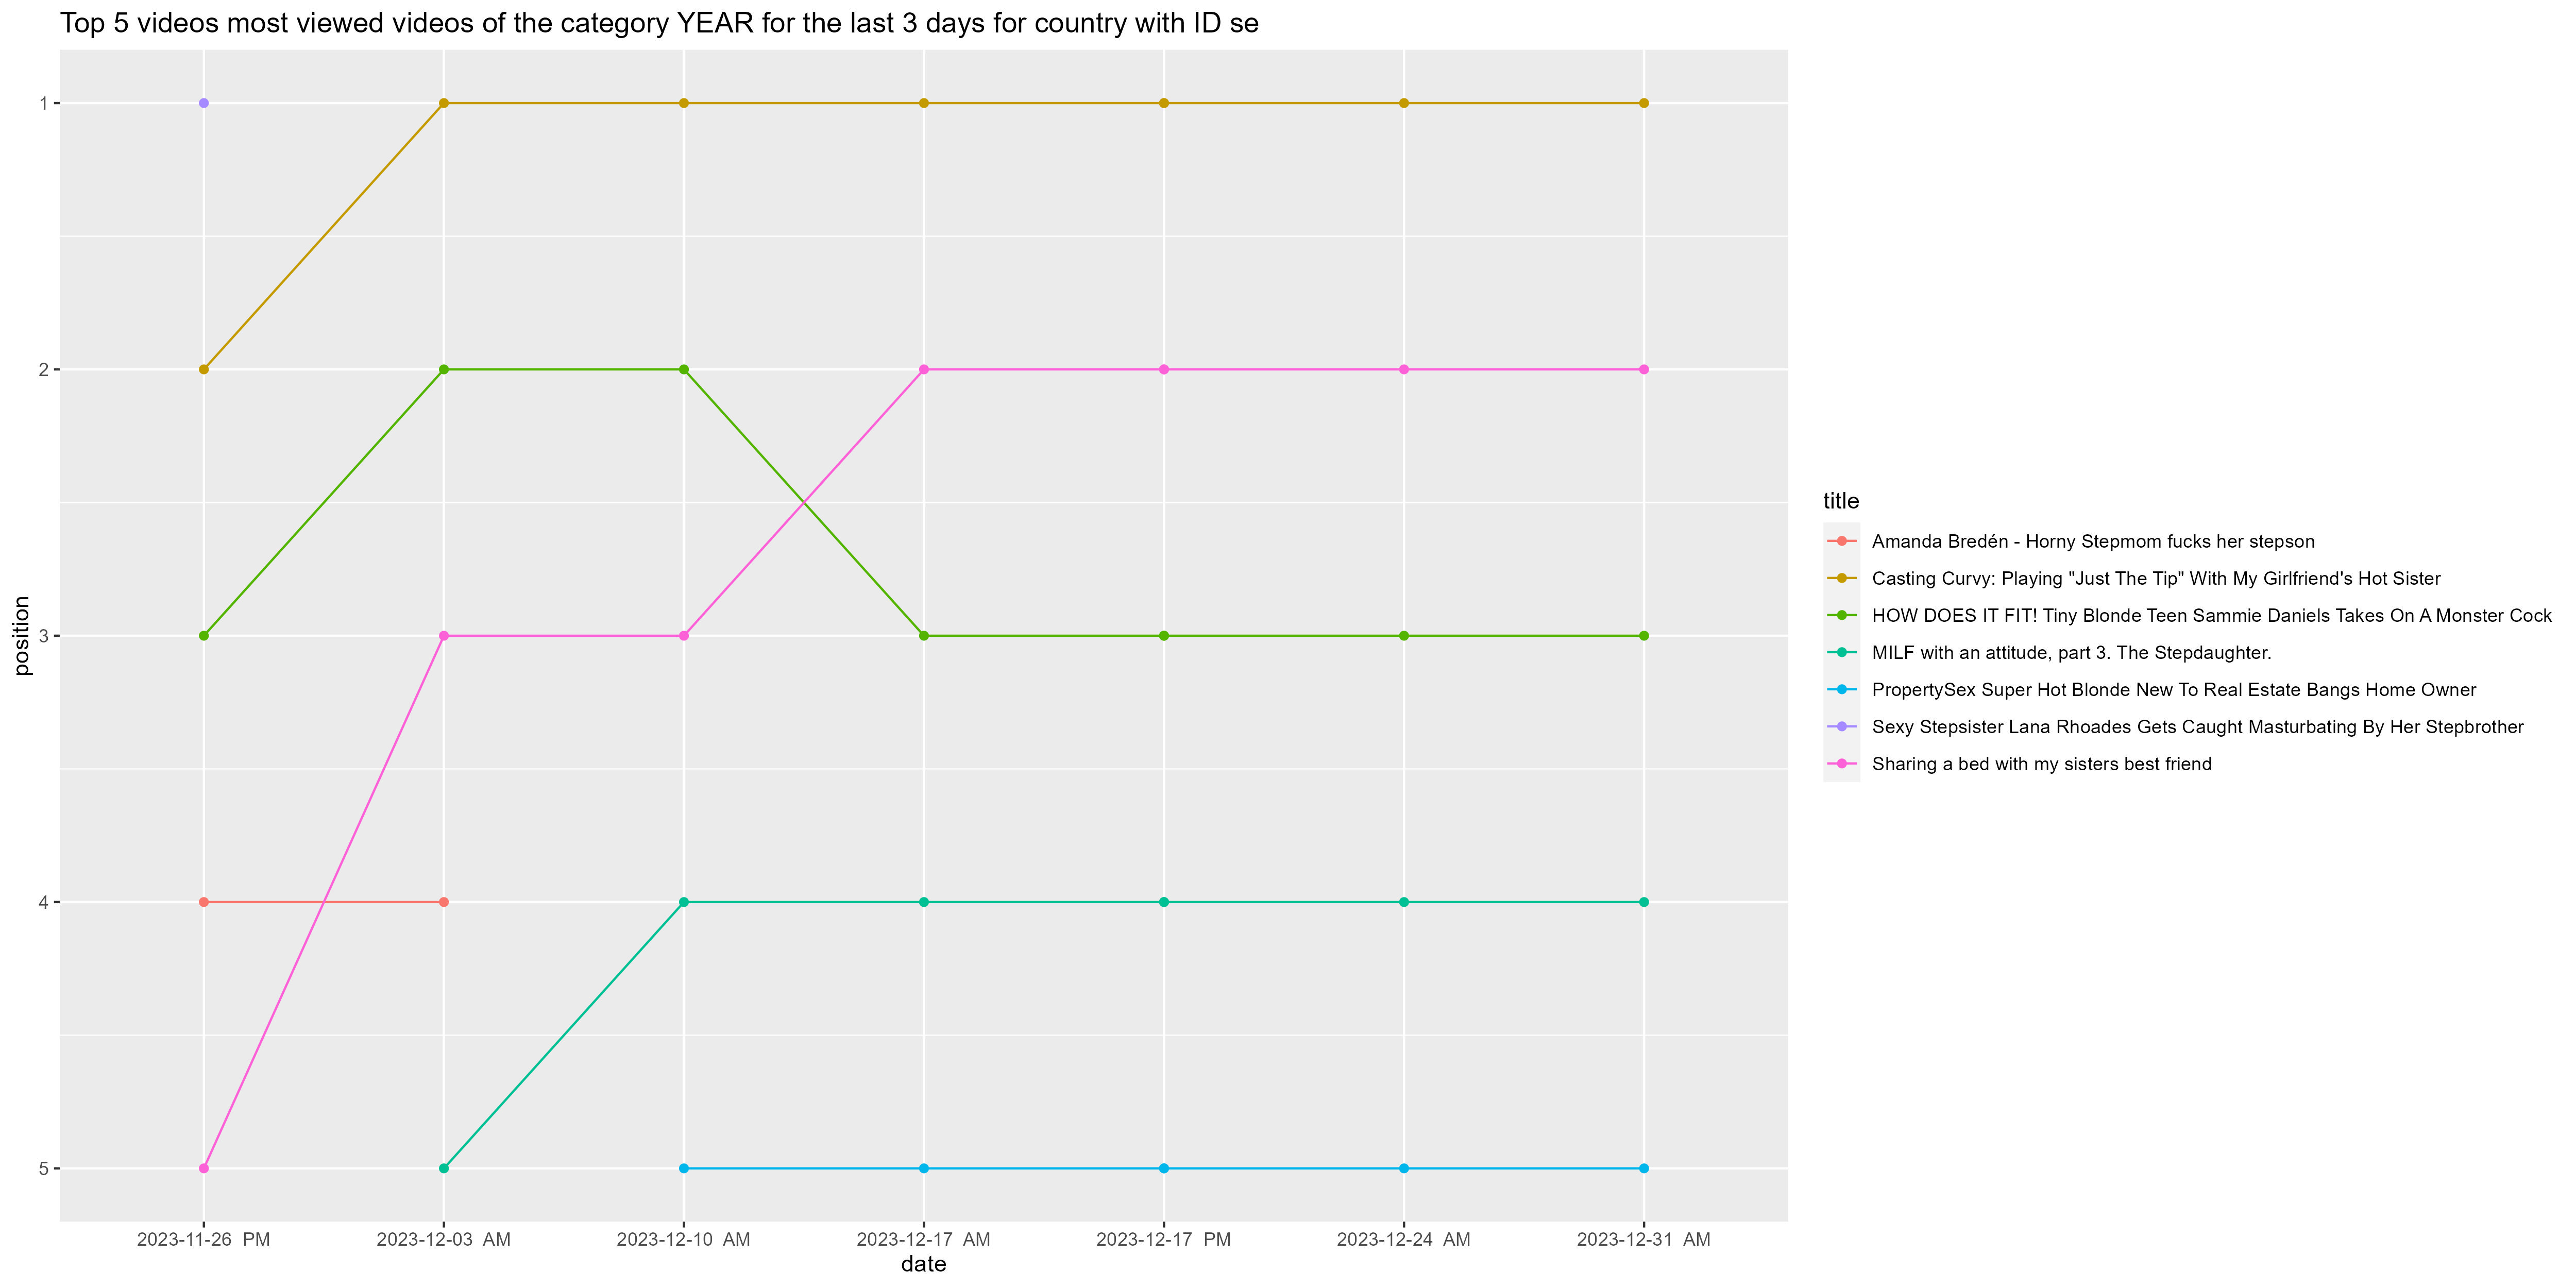 Top 5 videos most viewed videos of the category YEAR for the last 3 days for country with ID se
1
2
3
4
5
position
2023-11-26  PM
2023-12-03  AM
2023-12-10  AM
2023-12-17  AM
2023-12-17  PM
2023-12-24  AM
2023-12-31  AM
date
title
Amanda Bredén - Horny Stepmom fucks her stepson
Casting Curvy: Playing "Just The Tip" With My Girlfriend's Hot Sister
HOW DOES IT FIT! Tiny Blonde Teen Sammie Daniels Takes On A Monster Cock
MILF with an attitude, part 3. The Stepdaughter.
PropertySex Super Hot Blonde New To Real Estate Bangs Home Owner
Sexy Stepsister Lana Rhoades Gets Caught Masturbating By Her Stepbrother
Sharing a bed with my sisters best friend